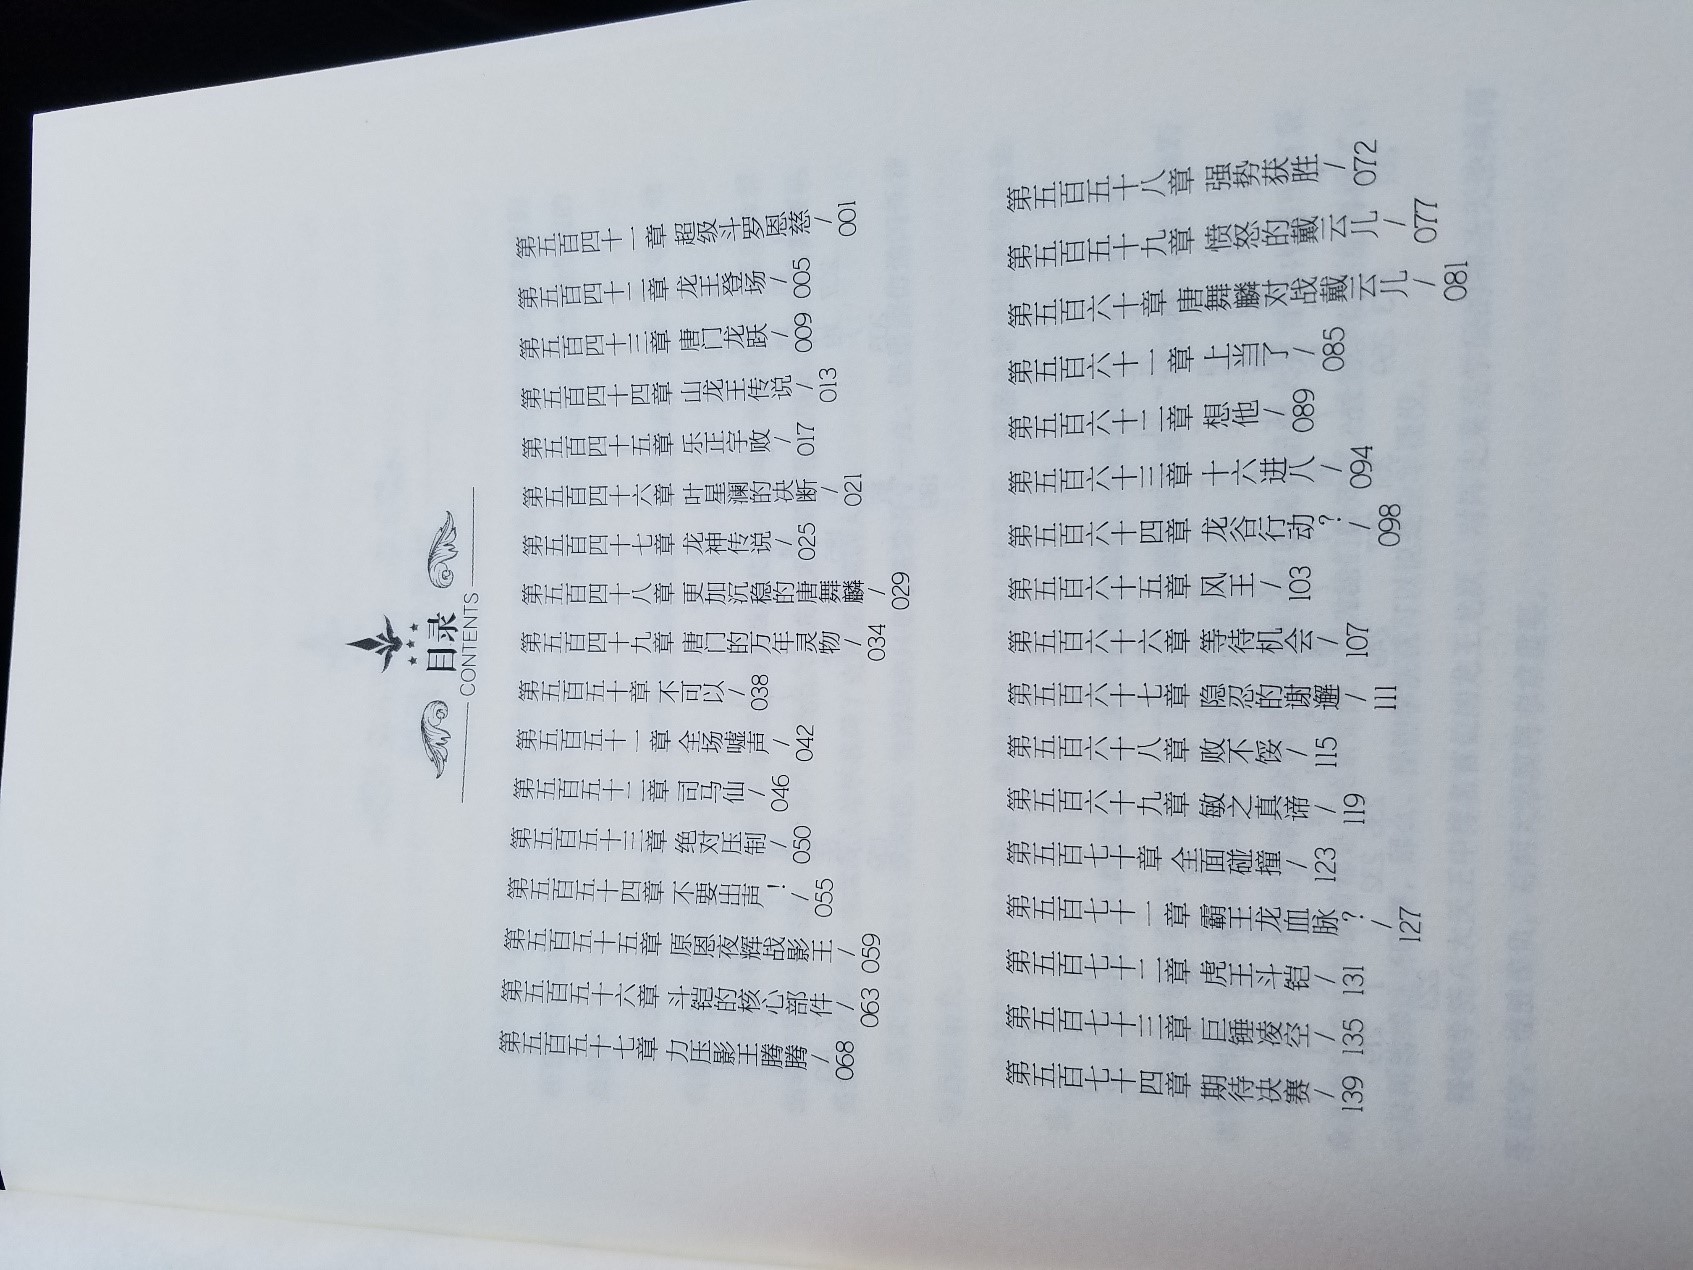 目录
CONTENTS
第五百四十一章 超级斗罗恩慈 / 001
第五百四十二章 龙王登场 / 005
第五百四十三章 唐门龙跃 / 009
第五百四十四章 山龙王传说 / 013
第五百四十五章 乐正宇败 / 017
第五百四十六章 叶星澜的决断 / 021
第五百四十七章 龙神传说 / 025
第五百四十八章 更加沉稳的唐舞麟 / 029
第五百四十九章 唐门的万年灵物 / 034
第五百五十章 不可以 / 038
第五百五十一章 全场嘘声 / 042
第五百五十二章 司马仙 / 046
第五百五十三章 绝对压制 / 050
第五百五十四章 不要出声！ / 055
第五百五十五章 原恩夜辉战影王 / 059
第五百五十六章 斗铠的核心部件 / 063
第五百五十七章 力压影王腾腾 / 068
第五百五十八章 强势获胜 / 072
第五百五十九章 愤怒的戴云儿 / 077
第五百六十章 唐舞麟对战戴云儿 / 081
第五百六十一章 上当了 / 085
第五百六十二章 想他 / 089
第五百六十三章 十六进八 / 094
第五百六十四章 龙谷行动？ / 098
第五百六十五章 风王 / 103
第五百六十六章 等待机会 / 107
第五百六十七章 隐忍的谢邂 / 111
第五百六十八章 败不馁 / 115
第五百六十九章 敏之真谛 / 119
第五百七十章 全面碰撞 / 123
第五百七十一章 霸王龙血脉？ / 127
第五百七十二章 虎王斗铠 / 131
第五百七十三章 巨锤凌空 / 135
第五百七十四章 期待决赛 / 139